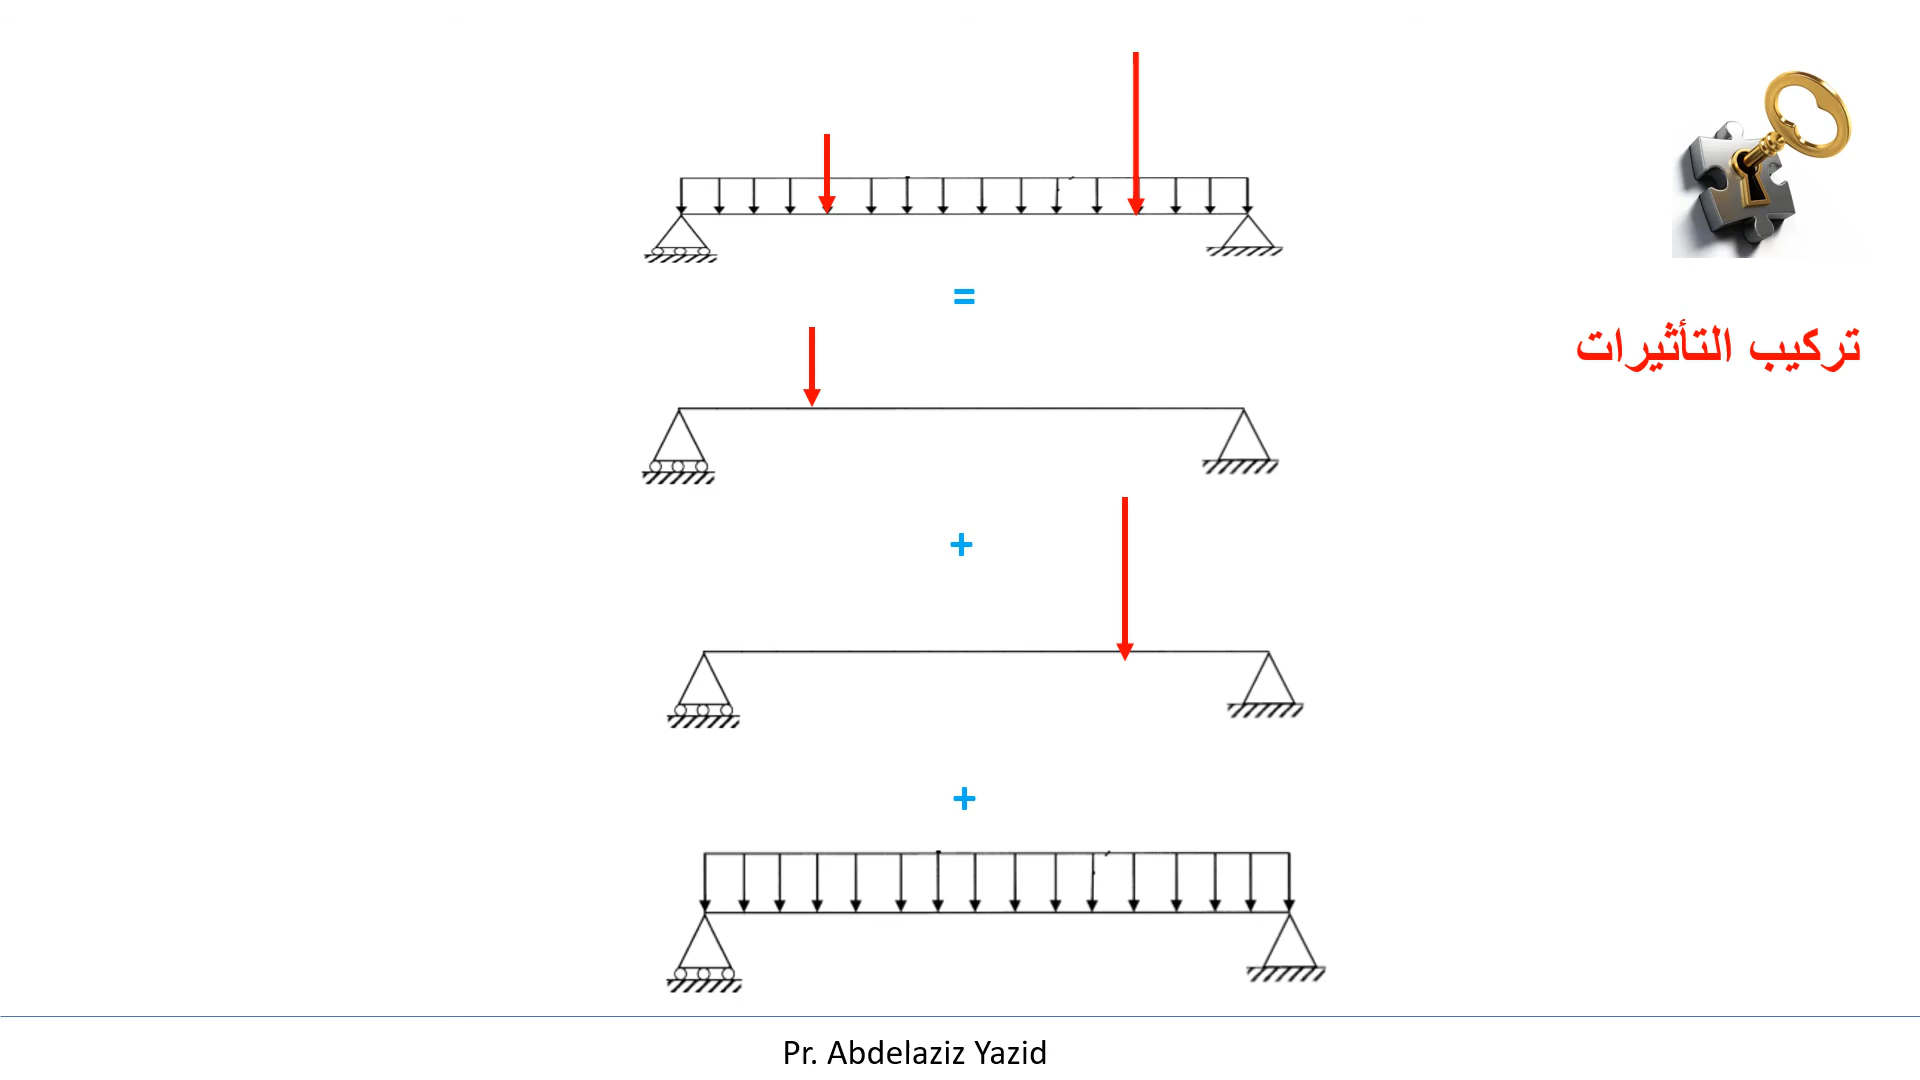 تركيب التأثيرات
=
+
+
Pr. Abdelaziz Yazid